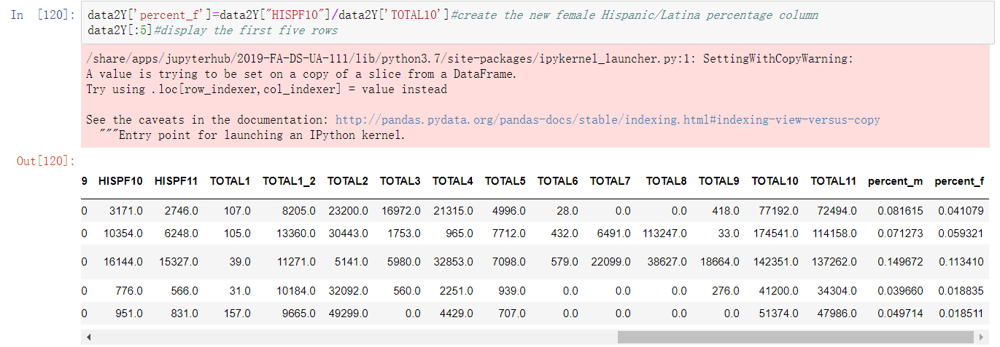 In [120]: data2Y['percent_f']=data2Y["HISPF10"]/data2Y['TOTAL10']#create the new female Hispanic/Latina percentage column
data2Y[:5]#display the first five rows
/share/apps/jupyterhub/2019-FA-DS-UA-111/lib/python3.7/site-packages/ipykernel_launcher.py:1: SettingWithCopyWarning:
A value is trying to be set on a copy of a slice from a DataFrame.
Try using .loc[row_indexer,col_indexer] = value instead
See the caveats in the documentation: http://pandas.pydata.org/pandas-docs/stable/indexing.html#indexing-view-versus-copy
"""Entry point for launching an IPython kernel.
Out[120]:
9 HISPF10 HISPF11 TOTAL1 TOTAL1_2 TOTAL2 TOTAL3 TOTAL4 TOTAL5 TOTAL6 TOTAL7 TOTAL8 TOTAL9 TOTAL10 TOTAL11 percent_m percent_f
0 3171.0 2746.0 107.0 8205.0 23200.0 16972.0 21315.0 4996.0 28.0 0.0 0.0 418.0 77192.0 72494.0 0.081615 0.041079
0 10354.0 6248.0 105.0 13360.0 30443.0 1753.0 965.0 7712.0 432.0 6491.0 113247.0 33.0 174541.0 114158.0 0.071273 0.059321
0 16144.0 15327.0 39.0 11271.0 5141.0 5980.0 32853.0 7098.0 579.0 22099.0 38627.0 18664.0 142351.0 137262.0 0.149672 0.113410
0 776.0 566.0 31.0 10184.0 32092.0 560.0 2251.0 939.0 0.0 0.0 0.0 276.0 41200.0 34304.0 0.039660 0.018835
0 951.0 831.0 157.0 9665.0 49299.0 0.0 4429.0 707.0 0.0 0.0 0.0 0.0 51374.0 47986.0 0.049714 0.018511